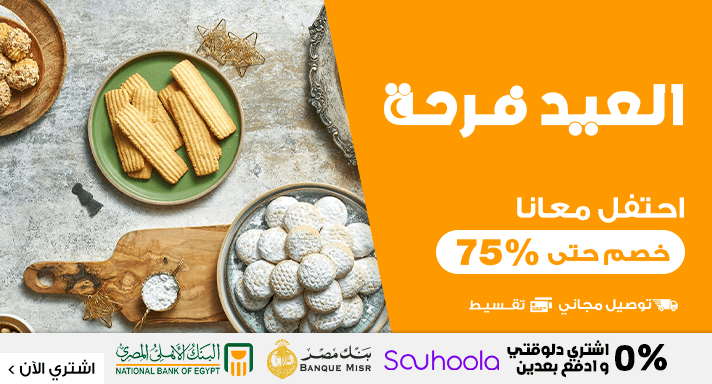 العيد فرحة
احتفل معانا
خصم حتى 75%
توصيل مجاني تقسيط
0% اشتري دلوقتي
و ادفع بعدين
Souhoola
بنك مصر
BANQUE MISR
البنك الأهلي المصري
NATIONAL BANK OF EGYPT
اشتري الآن >